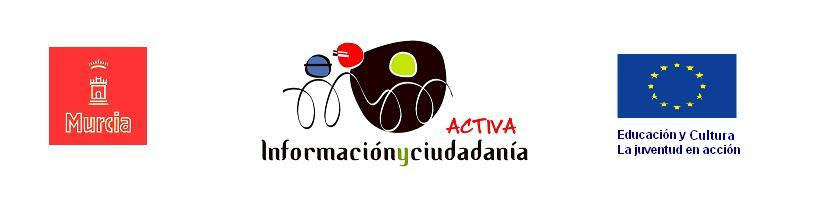 Murcia
ACTIVA
Informaciónyciudadanía
Educación y Cultura
La juventud en acción